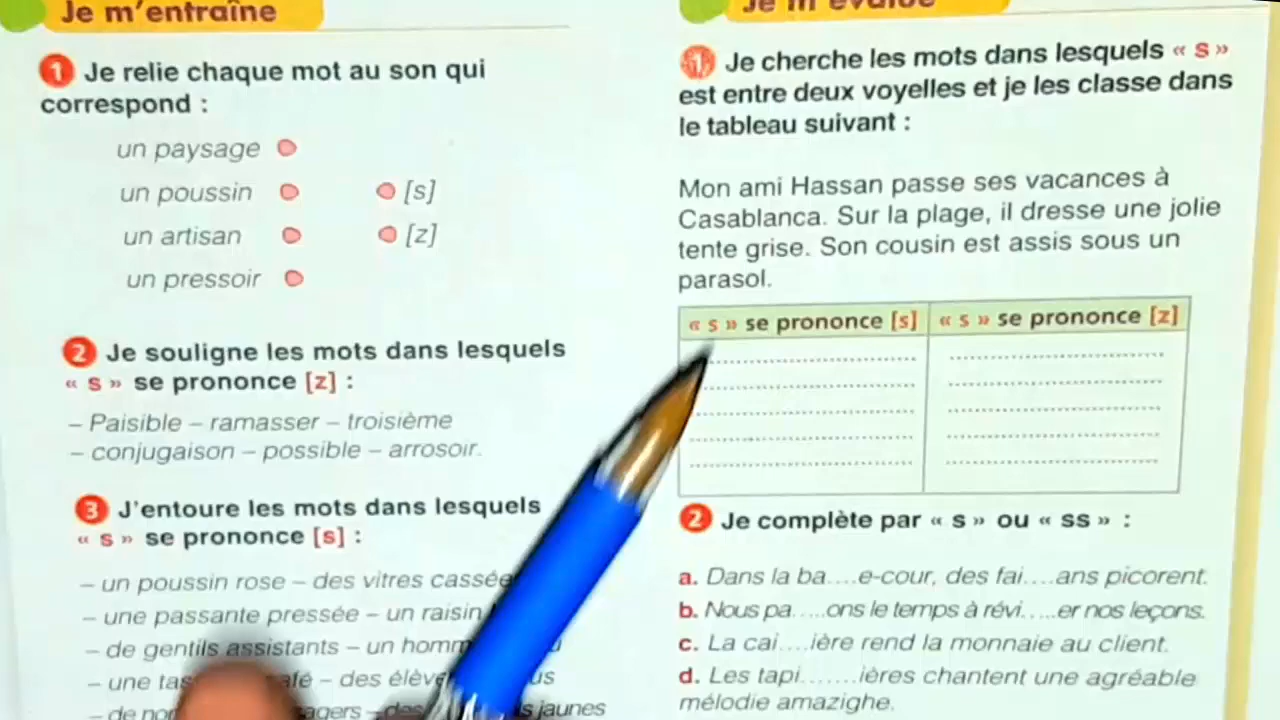 Je m'entraîne
1 Je relie chaque mot au son qui
correspond :
un paysage
un poussin [s]
un artisan [z]
un pressoir
2 Je souligne les mots dans lesquels
« s » se prononce [z] :
– Paisible – ramasser – troisième
– conjugaison – possible – arrosoir.
3 J'entoure les mots dans lesquels
« s » se prononce [s] :
– un poussin rose – des vitres
– une passante pressée – un raisin
– de gentils assistants – un
– une – des
jaunes
Je m'évalue
1 Je cherche les mots dans lesquels « s »
est entre deux voyelles et je les classe dans
le tableau suivant :
Mon ami Hassan passe ses vacances à
Casablanca. Sur la plage, il dresse une jolie
tente grise. Son cousin est assis sous un
parasol.
« s » se prononce [s] « s » se prononce [z]
2 Je complète par « s » ou « ss » :
a. Dans la ba....e-cour, des fai....ans picorent.
b. Nous pa.....ons le temps à révi.....er nos leçons.
c. La cai....ière rend la monnaie au client.
d. Les tapi.......ières chantent une agréable
mélodie amazighe.